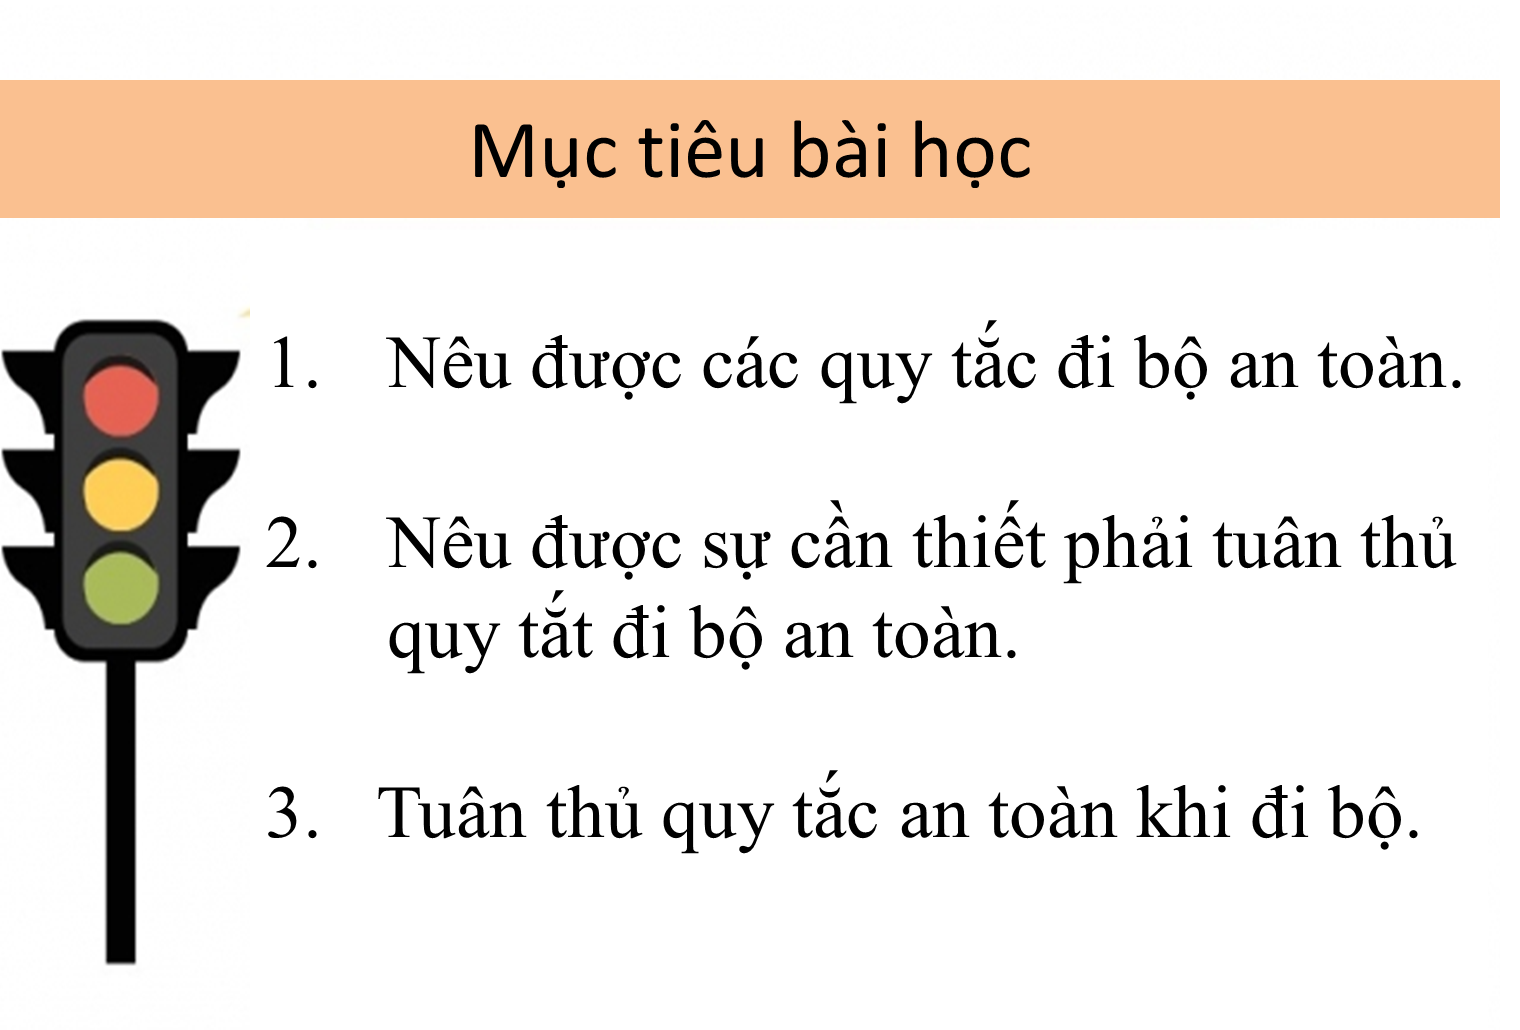 Mục tiêu bài học
1. Nêu được các quy tắc đi bộ an toàn.
2. Nêu được sự cần thiết phải tuân thủ
quy tắt đi bộ an toàn.
3. Tuân thủ quy tắc an toàn khi đi bộ.